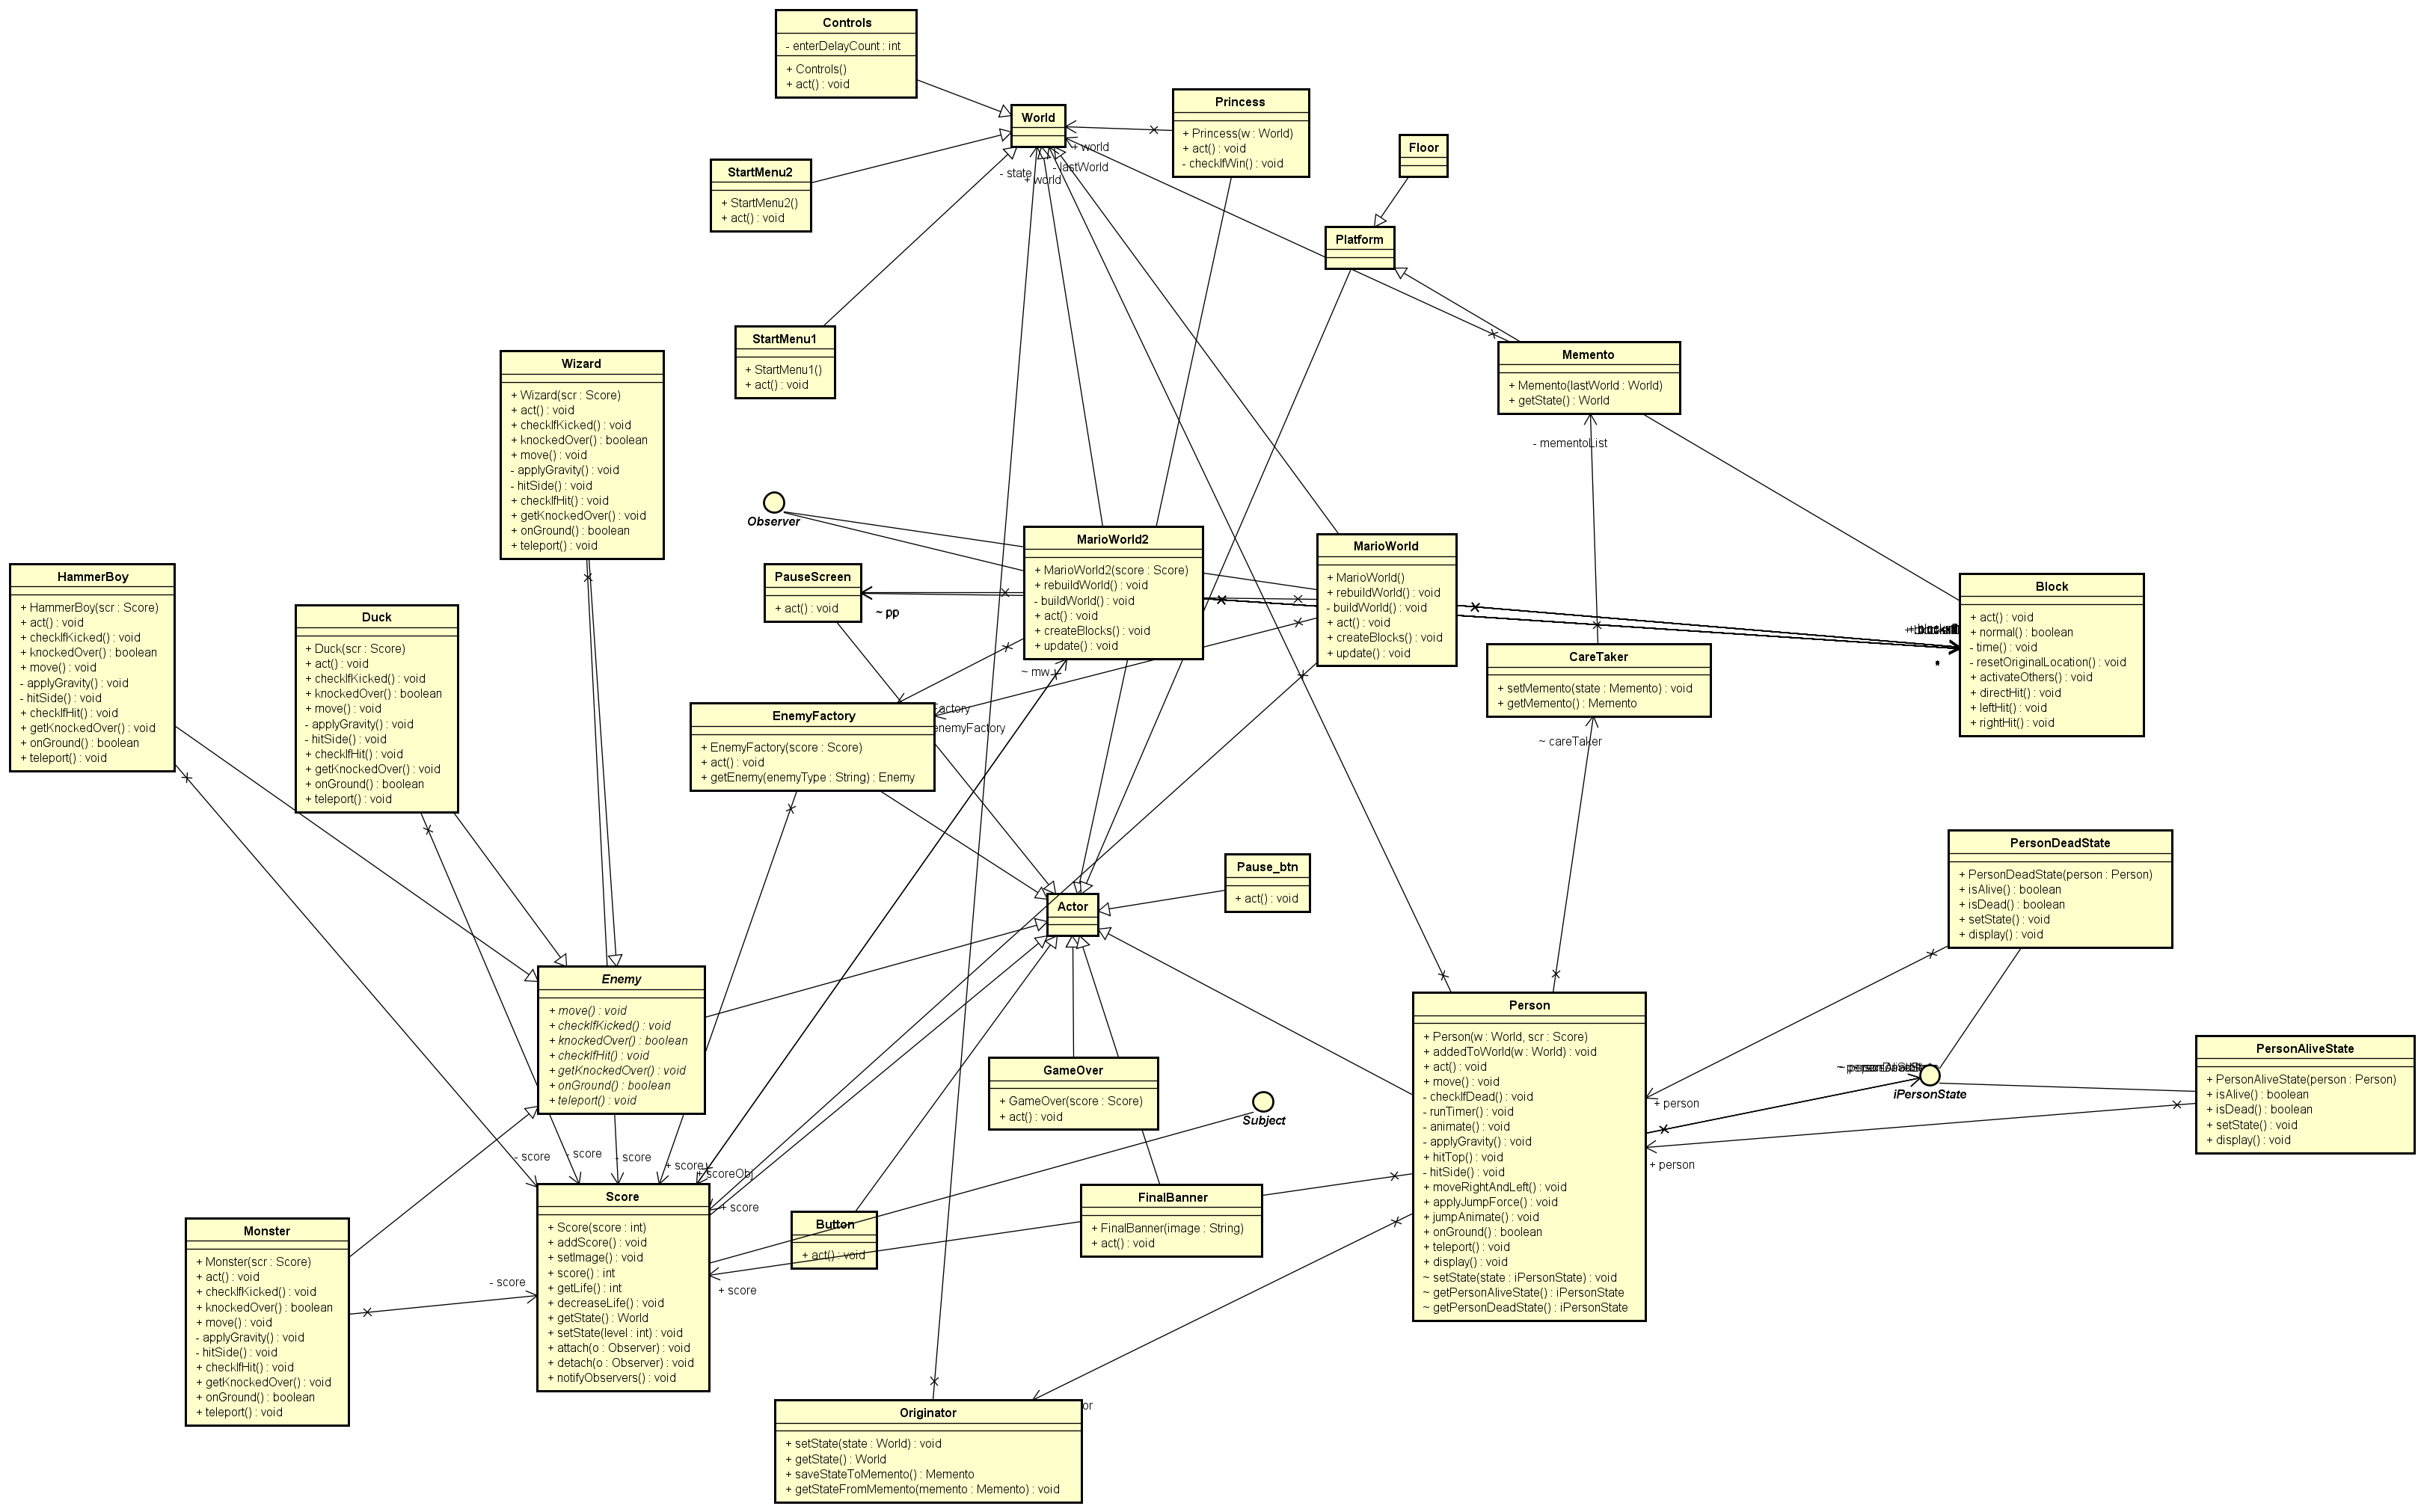 Controls
- enterDelayCount : int
+ Controls()
+ act() : void
World
Princess
+ Princess(w : World)
+ act() : void
- checkIfWin() : void
+ world
- lastWorld
- state
+ world
Floor
StartMenu2
+ StartMenu2()
+ act() : void
Platform
StartMenu1
+ StartMenu1()
+ act() : void
Memento
+ Memento(lastWorld : World)
+ getState() : World
- mementoList
Wizard
+ Wizard(scr : Score)
+ act() : void
+ checkIfKicked() : void
+ knockedOver() : boolean
+ move() : void
- applyGravity() : void
- hitSide() : void
+ checkIfHit() : void
+ getKnockedOver() : void
+ onGround() : boolean
+ teleport() : void
Observer
MarioWorld2
+ MarioWorld2(score : Score)
+ rebuildWorld() : void
- buildWorld() : void
+ act() : void
+ createBlocks() : void
+ update() : void
MarioWorld
+ MarioWorld()
+ rebuildWorld() : void
- buildWorld() : void
+ act() : void
+ createBlocks() : void
+ update() : void
HammerBoy
+ HammerBoy(scr : Score)
+ act() : void
+ checkIfKicked() : void
+ knockedOver() : boolean
+ move() : void
- applyGravity() : void
- hitSide() : void
+ checkIfHit() : void
+ getKnockedOver() : void
+ onGround() : boolean
+ teleport() : void
PauseScreen
+ act() : void
~ pp
Block
+ act() : void
+ normal() : boolean
- time() : void
- resetOriginalLocation() : void
+ activateOthers() : void
+ directHit() : void
+ leftHit() : void
+ rightHit() : void
*
Duck
+ Duck(scr : Score)
+ act() : void
+ checkIfKicked() : void
+ knockedOver() : boolean
+ move() : void
- applyGravity() : void
- hitSide() : void
+ checkIfHit() : void
+ getKnockedOver() : void
+ onGround() : boolean
+ teleport() : void
CareTaker
+ setMemento(state : Memento) : void
+ getMemento() : Memento
~ careTaker
~ mw
EnemyFactory
+ EnemyFactory(score : Score)
+ act() : void
+ getEnemy(enemyType : String) : Enemy
actory
enemyFactory
Pause_btn
+ act() : void
Actor
PersonDeadState
+ PersonDeadState(person : Person)
+ isAlive() : boolean
+ isDead() : boolean
+ setState() : void
+ display() : void
Enemy
+ move() : void
+ checkIfKicked() : void
+ knockedOver() : boolean
+ checkIfHit() : void
+ getKnockedOver() : void
+ onGround() : boolean
+ teleport() : void
Person
+ Person(w : World, scr : Score)
+ addedToWorld(w : World) : void
+ act() : void
+ move() : void
- checkIfDead() : void
- runTimer() : void
- animate() : void
- applyGravity() : void
+ hitTop() : void
- hitSide() : void
+ moveRightAndLeft() : void
+ applyJumpForce() : void
+ jumpAnimate() : void
+ onGround() : boolean
+ teleport() : void
+ display() : void
~ setState(state : iPersonState) : void
~ getPersonAliveState() : iPersonState
~ getPersonDeadState() : iPersonState
PersonAliveState
+ PersonAliveState(person : Person)
+ isAlive() : boolean
+ isDead() : boolean
+ setState() : void
+ display() : void
iPersonState
+ person
+ person
GameOver
+ GameOver(score : Score)
+ act() : void
Subject
- score
- score
- score
+ score
+ scoreObj
+ score
Score
+ Score(score : int)
+ addScore() : void
+ setImage() : void
+ score() : int
+ getLife() : int
+ decreaseLife() : void
+ getState() : World
+ setState(level : int) : void
+ attach(o : Observer) : void
+ detach(o : Observer) : void
+ notifyObservers() : void
FinalBanner
+ FinalBanner(image : String)
+ act() : void
Button
+ act() : void
Monster
+ Monster(scr : Score)
+ act() : void
+ checkIfKicked() : void
+ knockedOver() : boolean
+ move() : void
- applyGravity() : void
- hitSide() : void
+ checkIfHit() : void
+ getKnockedOver() : void
+ onGround() : boolean
+ teleport() : void
- score
+ score
or
Originator
+ setState(state : World) : void
+ getState() : World
+ saveStateToMemento() : Memento
+ getStateFromMemento(memento : Memento) : void